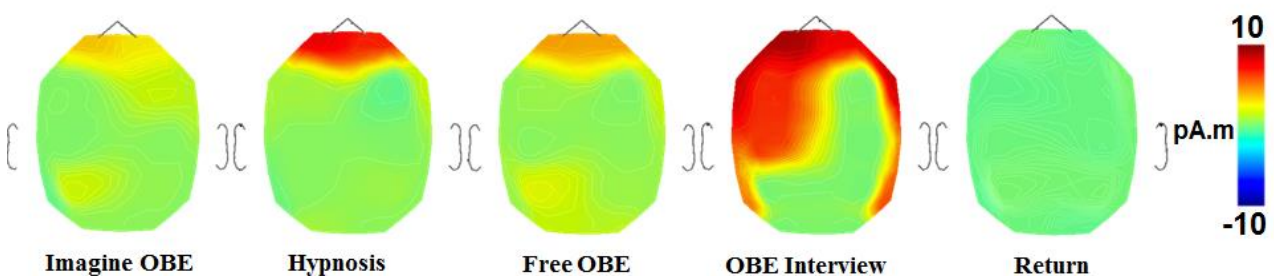 10
pA.m
-10
Imagine OBE
Hypnosis
Free OBE
OBE Interview
Return